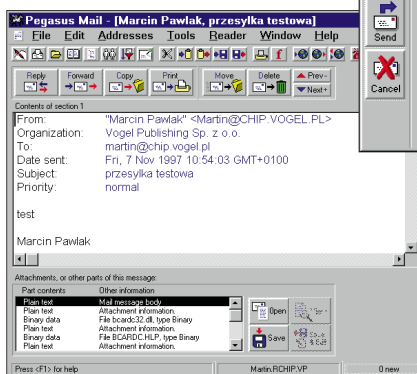 Pegasus Mail - [Marcin Pawlak, przesylka testowa]
File Edit Addresses Tools Reader Window Help
Send
Cancel
Reply Forward Copy Print Move Delete Prev- Next+
Contents of section 1
From: "Marcin Pawlak" <Martin@CHIP.VOGEL.PL>
Organization: Vogel Publishing Sp. z o.o.
To: martin@chip.vogel.pl
Date sent: Fri, 7 Nov 1997 10:54:03 GMT+0100
Subject: przesylka testowa
Priority: normal
test
Marcin Pawlak
Attachments, or other parts of this message:
Part contents Other information
Plain text Mail message body
Plain text Attachment information.
Binary data File bcardc32.dll, type Binary
Plain text Attachment information.
Binary data File BCARDC.HLP, type Binary
Plain text Attachment information.
Open
Save
Press <F1> for help Martin.RCHIP.VP 0 new